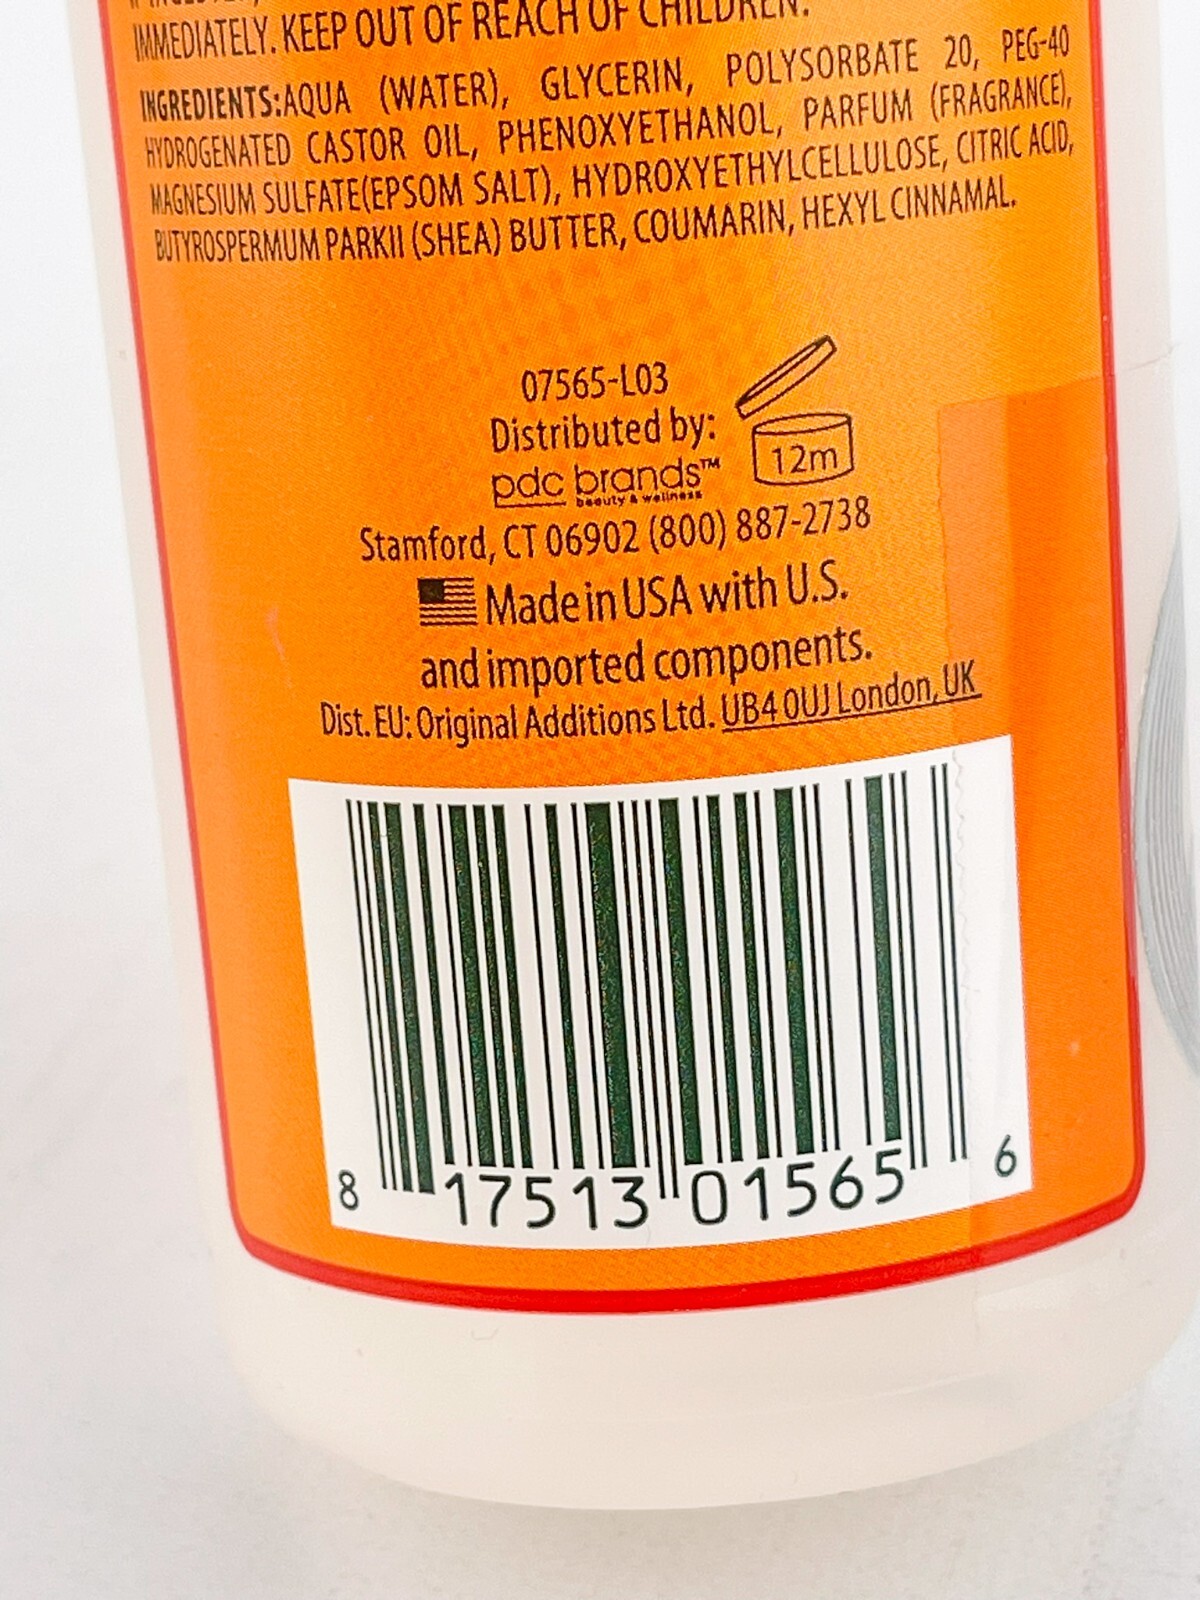 IMMEDIATELY. KEEP OUT OF REACH OF CHILDREN.
INGREDIENTS:AQUA (WATER), GLYCERIN, POLYSORBATE 20, PEG-40
HYDROGENATED CASTOR OIL, PHENOXYETHANOL, PARFUM (FRAGRANCE),
MAGNESIUM SULFATE(EPSOM SALT), HYDROXYETHYLCELLULOSE, CITRIC ACID,
BUTYROSPERMUM PARKII (SHEA) BUTTER, COUMARIN, HEXYL CINNAMAL.
07565-L03
Distributed by:
pdc brands™
beauty & wellness
12m
Stamford, CT 06902 (800) 887-2738
Made in USA with U.S.
and imported components.
Dist. EU: Original Additions Ltd. UB4 0UJ London, UK
8 17513 01565 6